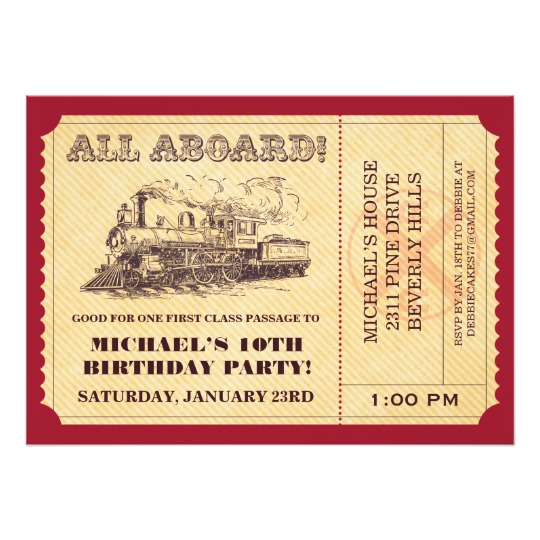 ALL ABOARD!
GOOD FOR ONE FIRST CLASS PASSAGE TO
MICHAEL'S 10TH
BIRTHDAY PARTY!
SATURDAY, JANUARY 23RD
MICHAEL'S HOUSE
2311 PINE DRIVE
BEVERLY HILLS
RSVP BY JAN. 18TH TO DEBBIE AT
DEBBIECAKES77@GMAIL.COM
1:00 PM